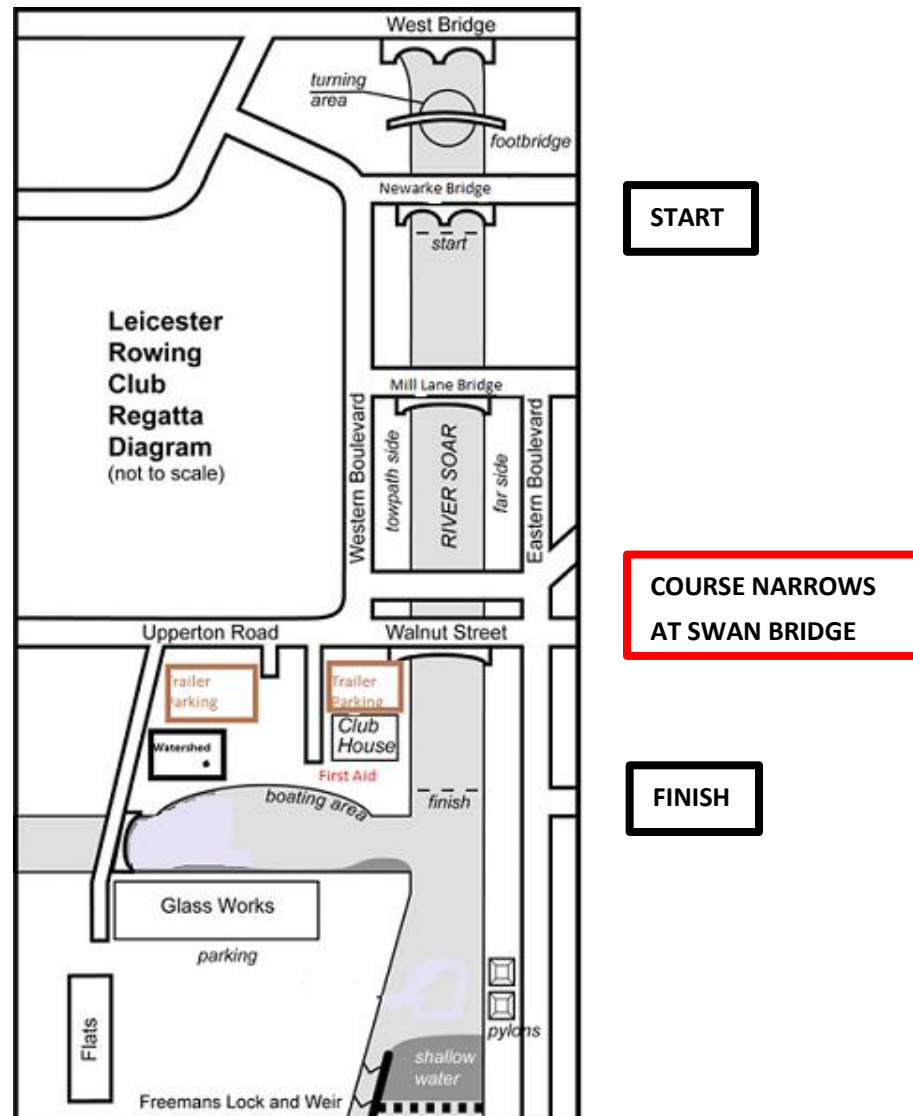 West Bridge
turning
area
footbridge
Newarke Bridge
START
start
Leicester
Rowing
Club
Regatta
Diagram
(not to scale)
Mill Lane Bridge
Western Boulevard
towpath side
RIVER SOAR
far side
Eastern Boulevard
COURSE NARROWS
AT SWAN BRIDGE
Upperton Road
Walnut Street
Trailer
Parking
Trailer
Parking
Club
House
Watershed
First Aid
boating area
finish
FINISH
Glass Works
parking
Flats
pylons
shallow
water
Freemans Lock and Weir